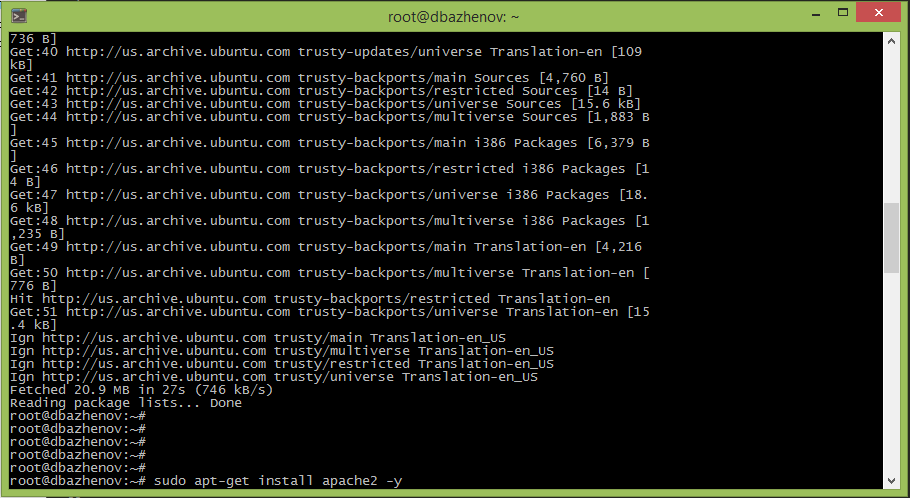 root@dbazhenov: ~
736 B]
Get:40 http://us.archive.ubuntu.com trusty-updates/universe Translation-en [109
kB]
Get:41 http://us.archive.ubuntu.com trusty-backports/main Sources [4,760 B]
Get:42 http://us.archive.ubuntu.com trusty-backports/restricted Sources [14 B]
Get:43 http://us.archive.ubuntu.com trusty-backports/universe Sources [15.6 kB]
Get:44 http://us.archive.ubuntu.com trusty-backports/multiverse Sources [1,883 B
]
Get:45 http://us.archive.ubuntu.com trusty-backports/main i386 Packages [6,379 B
]
Get:46 http://us.archive.ubuntu.com trusty-backports/restricted i386 Packages [1
4 B]
Get:47 http://us.archive.ubuntu.com trusty-backports/universe i386 Packages [18.
6 kB]
Get:48 http://us.archive.ubuntu.com trusty-backports/multiverse i386 Packages [1
,235 B]
Get:49 http://us.archive.ubuntu.com trusty-backports/main Translation-en [4,216
B]
Get:50 http://us.archive.ubuntu.com trusty-backports/multiverse Translation-en [
776 B]
Hit http://us.archive.ubuntu.com trusty-backports/restricted Translation-en
Get:51 http://us.archive.ubuntu.com trusty-backports/universe Translation-en [15
.4 kB]
Ign http://us.archive.ubuntu.com trusty/main Translation-en_US
Ign http://us.archive.ubuntu.com trusty/multiverse Translation-en_US
Ign http://us.archive.ubuntu.com trusty/restricted Translation-en_US
Ign http://us.archive.ubuntu.com trusty/universe Translation-en_US
Fetched 20.9 MB in 27s (746 kB/s)
Reading package lists... Done
root@dbazhenov:~#
root@dbazhenov:~#
root@dbazhenov:~#
root@dbazhenov:~#
root@dbazhenov:~#
root@dbazhenov:~# sudo apt-get install apache2 -y